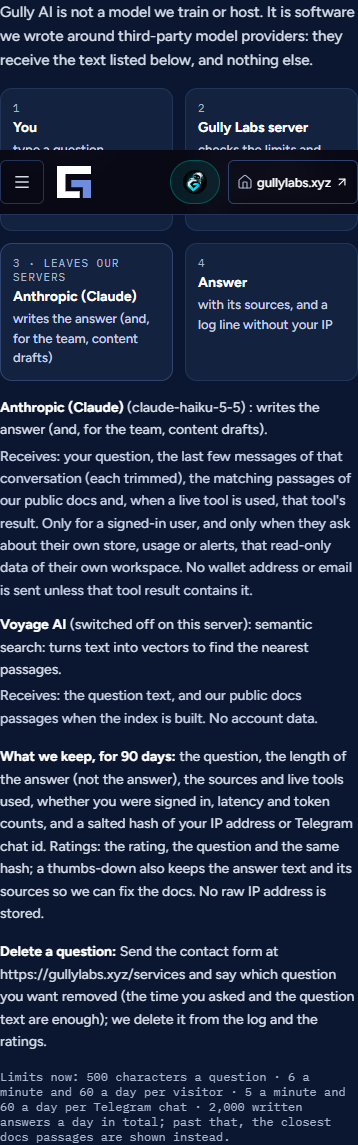 Gully AI is not a model we train or host. It is software
we wrote around third-party model providers: they
receive the text listed below, and nothing else.
1
You
2
Gully Labs server
gullylabs.xyz
3 · LEAVES OUR
SERVERS
Anthropic (Claude)
writes the answer (and,
for the team, content
drafts)
4
Answer
with its sources, and a
log line without your IP
Anthropic (Claude) (claude-haiku-5-5) : writes the
answer (and, for the team, content drafts).
Receives: your question, the last few messages of that
conversation (each trimmed), the matching passages of
our public docs and, when a live tool is used, that tool's
result. Only for a signed-in user, and only when they ask
about their own store, usage or alerts, that read-only
data of their own workspace. No wallet address or email
is sent unless that tool result contains it.
Voyage AI (switched off on this server): semantic
search: turns text into vectors to find the nearest
passages.
Receives: the question text, and our public docs
passages when the index is built. No account data.
What we keep, for 90 days: the question, the length of
the answer (not the answer), the sources and live tools
used, whether you were signed in, latency and token
counts, and a salted hash of your IP address or Telegram
chat id. Ratings: the rating, the question and the same
hash; a thumbs-down also keeps the answer text and its
sources so we can fix the docs. No raw IP address is
stored.
Delete a question: Send the contact form at
https://gullylabs.xyz/services and say which question
you want removed (the time you asked and the question
text are enough); we delete it from the log and the
ratings.
Limits now: 500 characters a question · 6 a
minute and 60 a day per visitor · 5 a minute and
60 a day per Telegram chat · 2,000 written
answers a day in total; past that, the closest
docs passages are shown instead.